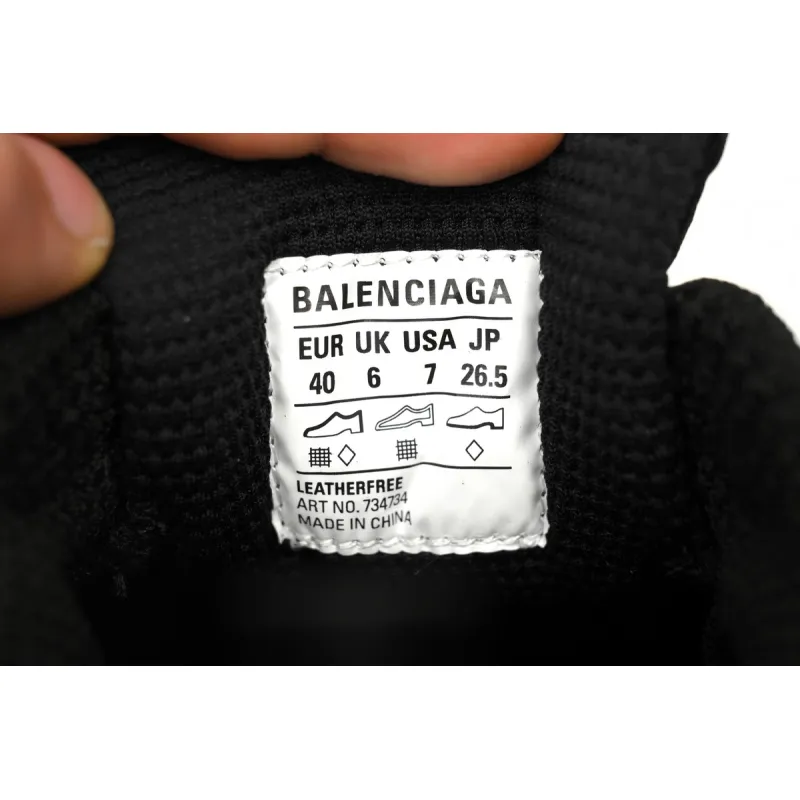 BALENCIAGA
EUR UK USA JP
40 6 7 26.5
LEATHERFREE
ART NO. 734734
MADE IN CHINA